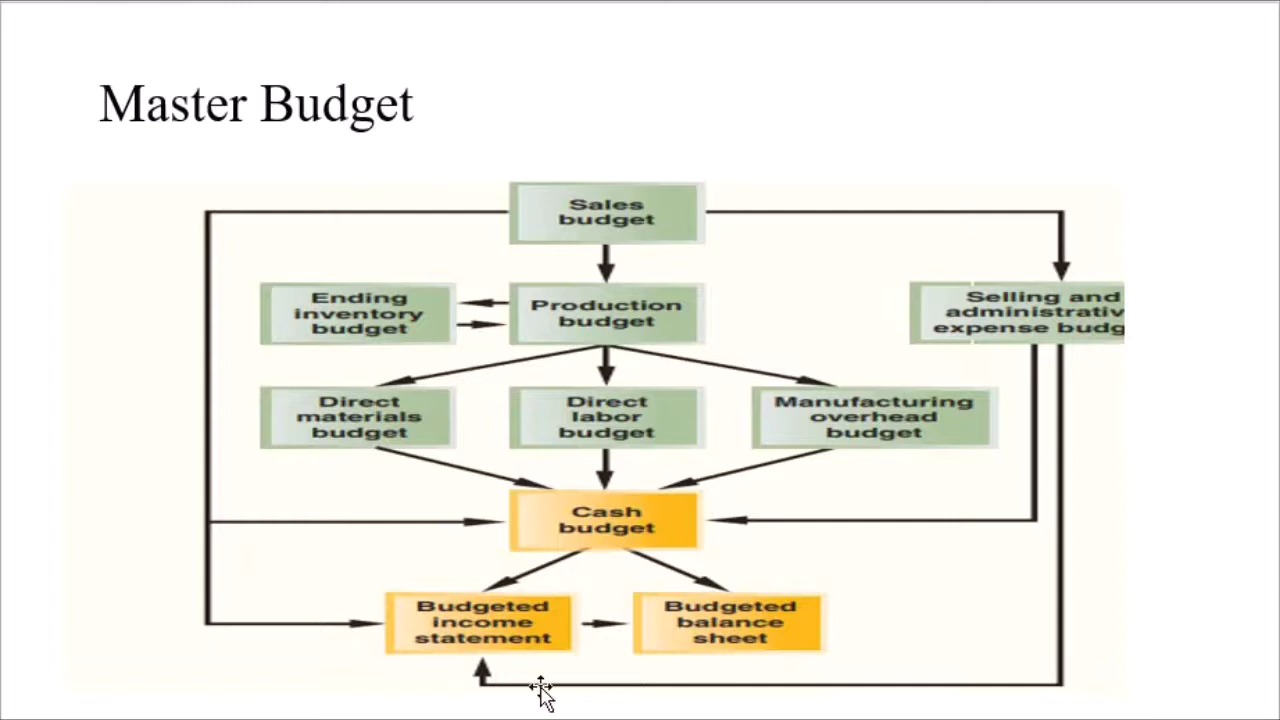 Master Budget
Sales
budget
Ending
inventory
budget
Production
budget
Selling and
administrativ
expense budg
Direct
materials
budget
Direct
labor
budget
Manufacturing
overhead
budget
Cash
budget
Budgeted
income
statement
Budgeted
balance
sheet